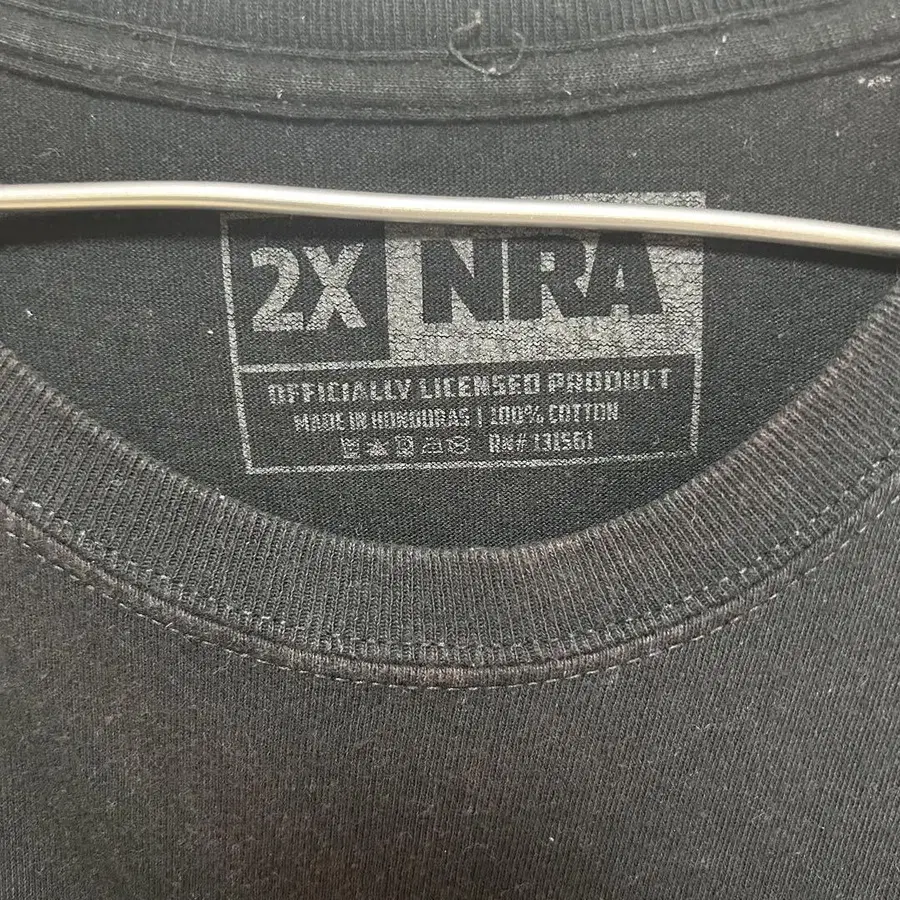 2X NRA
OFFICIALLY LICENSED PRODUCT
MADE IN HONDURAS | 100% COTTON
RN# 131561